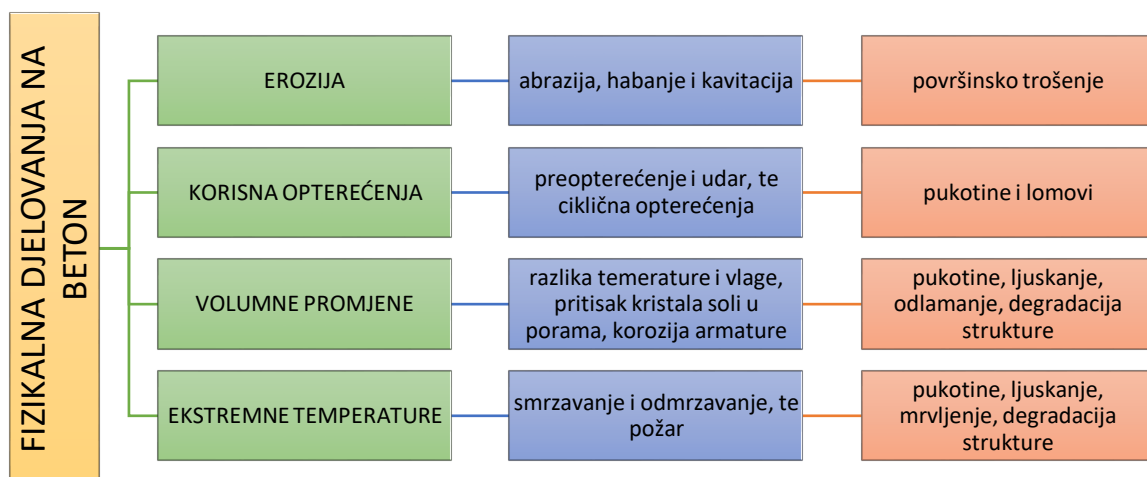 FIZIKALNA DJELOVANJA NA
BETON
EROZIJA
abrazija, habanje i kavitacija
površinsko trošenje
KORISNA OPTEREĆENJA
preopterećenje i udar, te
ciklična opterećenja
pukotine i lomovi
VOLUMNE PROMJENE
razlika temerature i vlage,
pritisak kristala soli u
porama, korozija armature
pukotine, ljuskanje,
odlamanje, degradacija
strukture
EKSTREMNE TEMPERATURE
smrzavanje i odmrzavanje, te
požar
pukotine, ljuskanje,
mrvljenje, degradacija
strukture